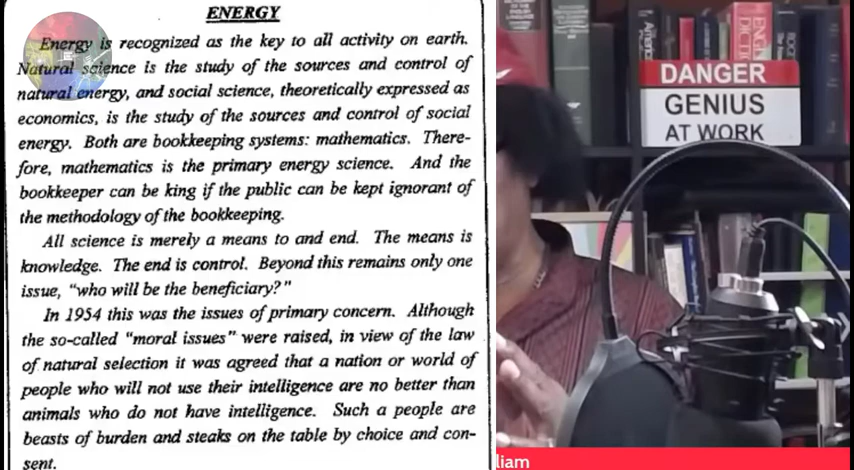 ENERGY
Energy is recognized as the key to all activity on earth.
Natural science is the study of the sources and control of
natural energy, and social science, theoretically expressed as
economics, is the study of the sources and control of social
energy. Both are bookkeeping systems: mathematics. There-
fore, mathematics is the primary energy science. And the
bookkeeper can be king if the public can be kept ignorant of
the methodology of the bookkeeping.
All science is merely a means to and end. The means is
knowledge. The end is control. Beyond this remains only one
issue, "who will be the beneficiary?"
In 1954 this was the issues of primary concern. Although
the so-called "moral issues" were raised, in view of the law
of natural selection it was agreed that a nation or world of
people who will not use their intelligence are no better than
animals who do not have intelligence. Such a people are
beasts of burden and steaks on the table by choice and con-
sent.
DANGER
GENIUS
AT WORK
liam